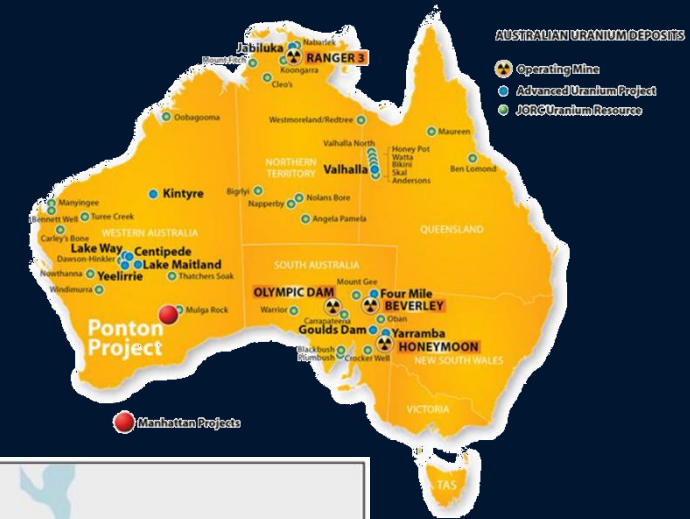 AUSTRALIAN URANIUM DEPOSITS
Operating Mine
Advanced Uranium Project
JORC Uranium Resource
Jabiluka
Nabarlek
Mount Fitch
RANGER 3
Koongarra
Cleo's
Oobagooma
Westmoreland/Redtree
Maureen
Valhalla North
Honey Pot
Watta
Bikini
Skal
Andersons
Valhalla
Ben Lomond
NORTHERN
TERRITORY
Kintyre
Bigrlyi
Nolans Bore
Napperby
Angela Pamela
Manyingee
Bennett Well
Turee Creek
QUEENSLAND
Carley's Bone
WESTERN AUSTRALIA
Lake Way
Centipede
Dawson-Hinkler
Lake Maitland
Nowthanna
Yeelirrie
Thatchers Soak
Windimurra
SOUTH AUSTRALIA
Mount Gee
OLYMPIC DAM
Four Mile
BEVERLEY
Mulga Rock
Warrior
Carrapateena
Oban
Ponton
Project
Goulds Dam
Yarramba
HONEYMOON
Blackbush
Plumbush
Crocker Well
NEW SOUTH WALES
VICTORIA
Manhattan Projects
TAS